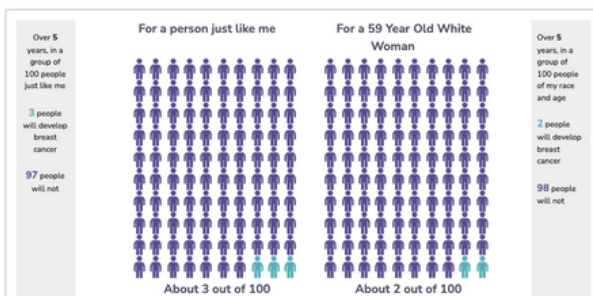 Over 5
years, in a
group of
100 people
just like me
3 people
will develop
breast
cancer
97 people
will not
For a person just like me
About 3 out of 100
For a 59 Year Old White
Woman
About 2 out of 100
Over 5
years, in a
group of
100 people
of my race
and age
2 people
will develop
breast
cancer
98 people
will not